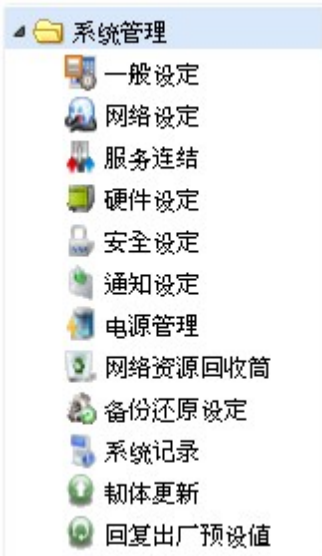 系统管理
一般设定
网络设定
服务连结
硬件设定
安全设定
通知设定
电源管理
网络资源回收筒
备份还原设定
系统记录
韧体更新
回复出厂预设值